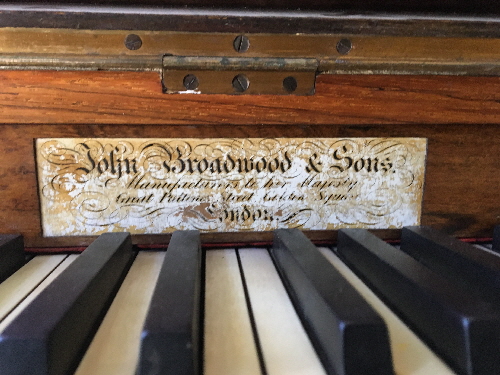 John Broadwood & Sons.
Manufacturers to her Majesty
Great Pulteney Street Golden Square
London.